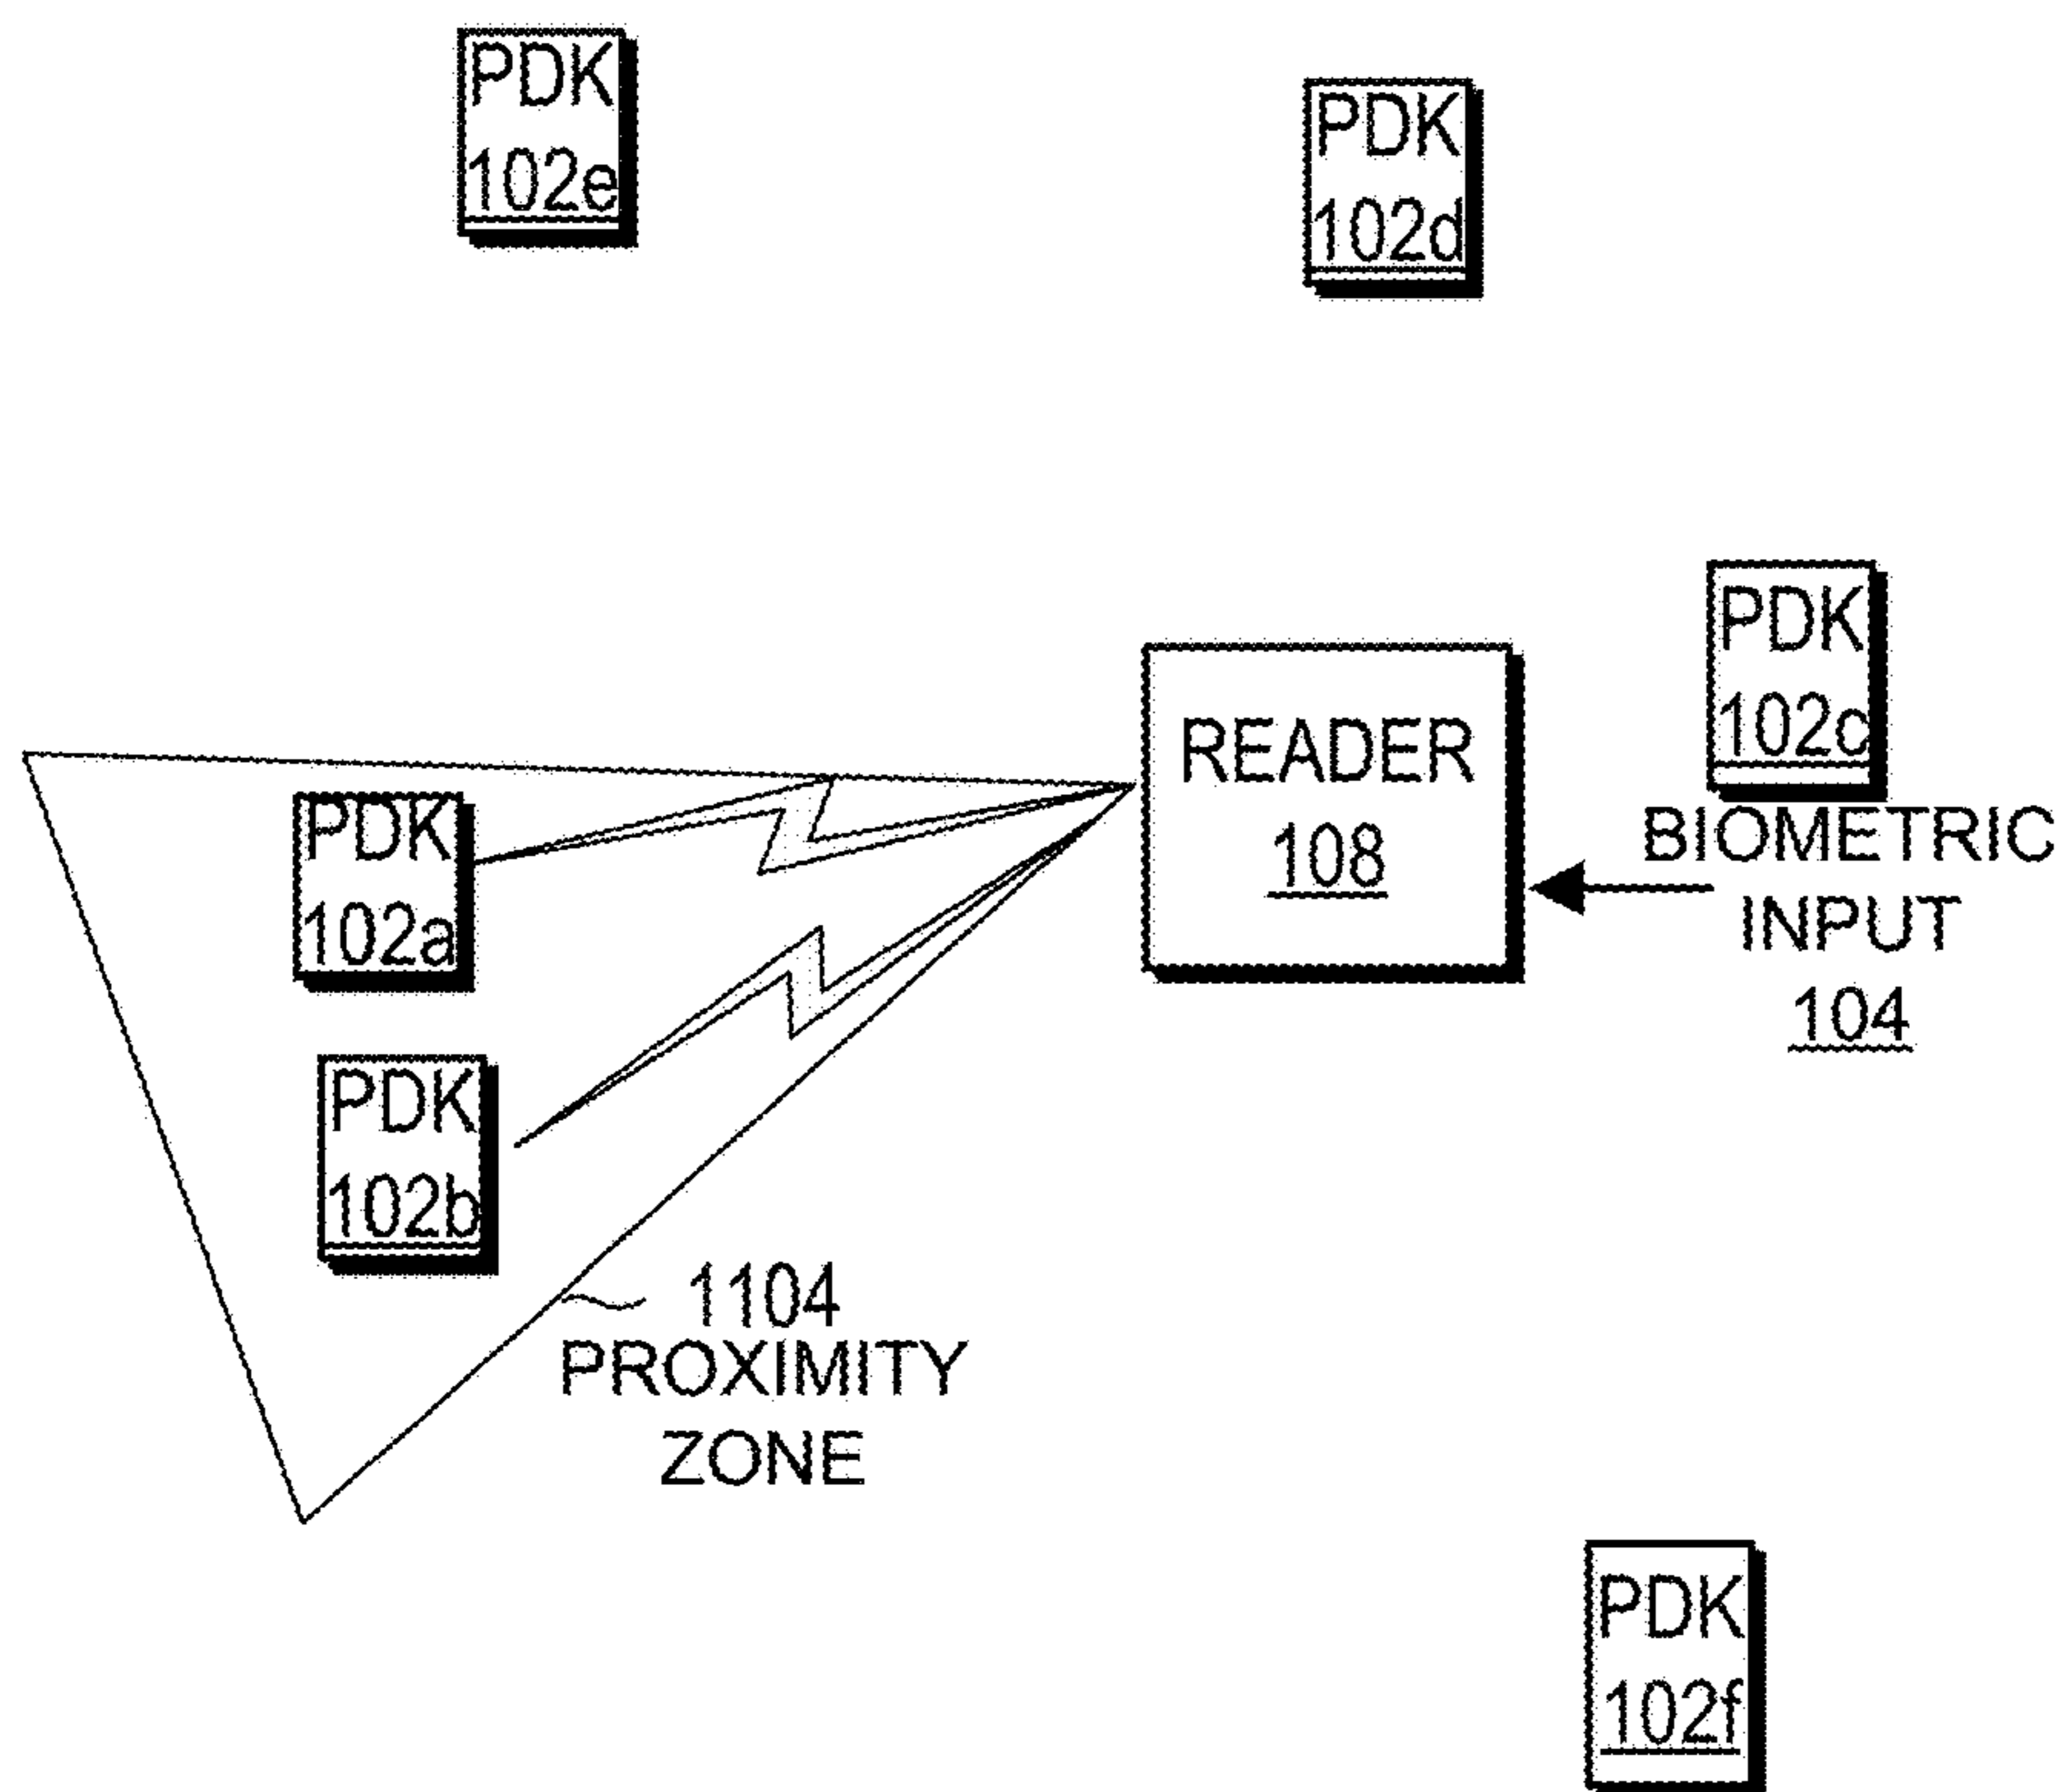 PDK
102e
PDK
102d
PDK
102c
READER
108
BIOMETRIC
INPUT
104
PDK
102a
PDK
102b
1104
PROXIMITY
ZONE
PDK
102f